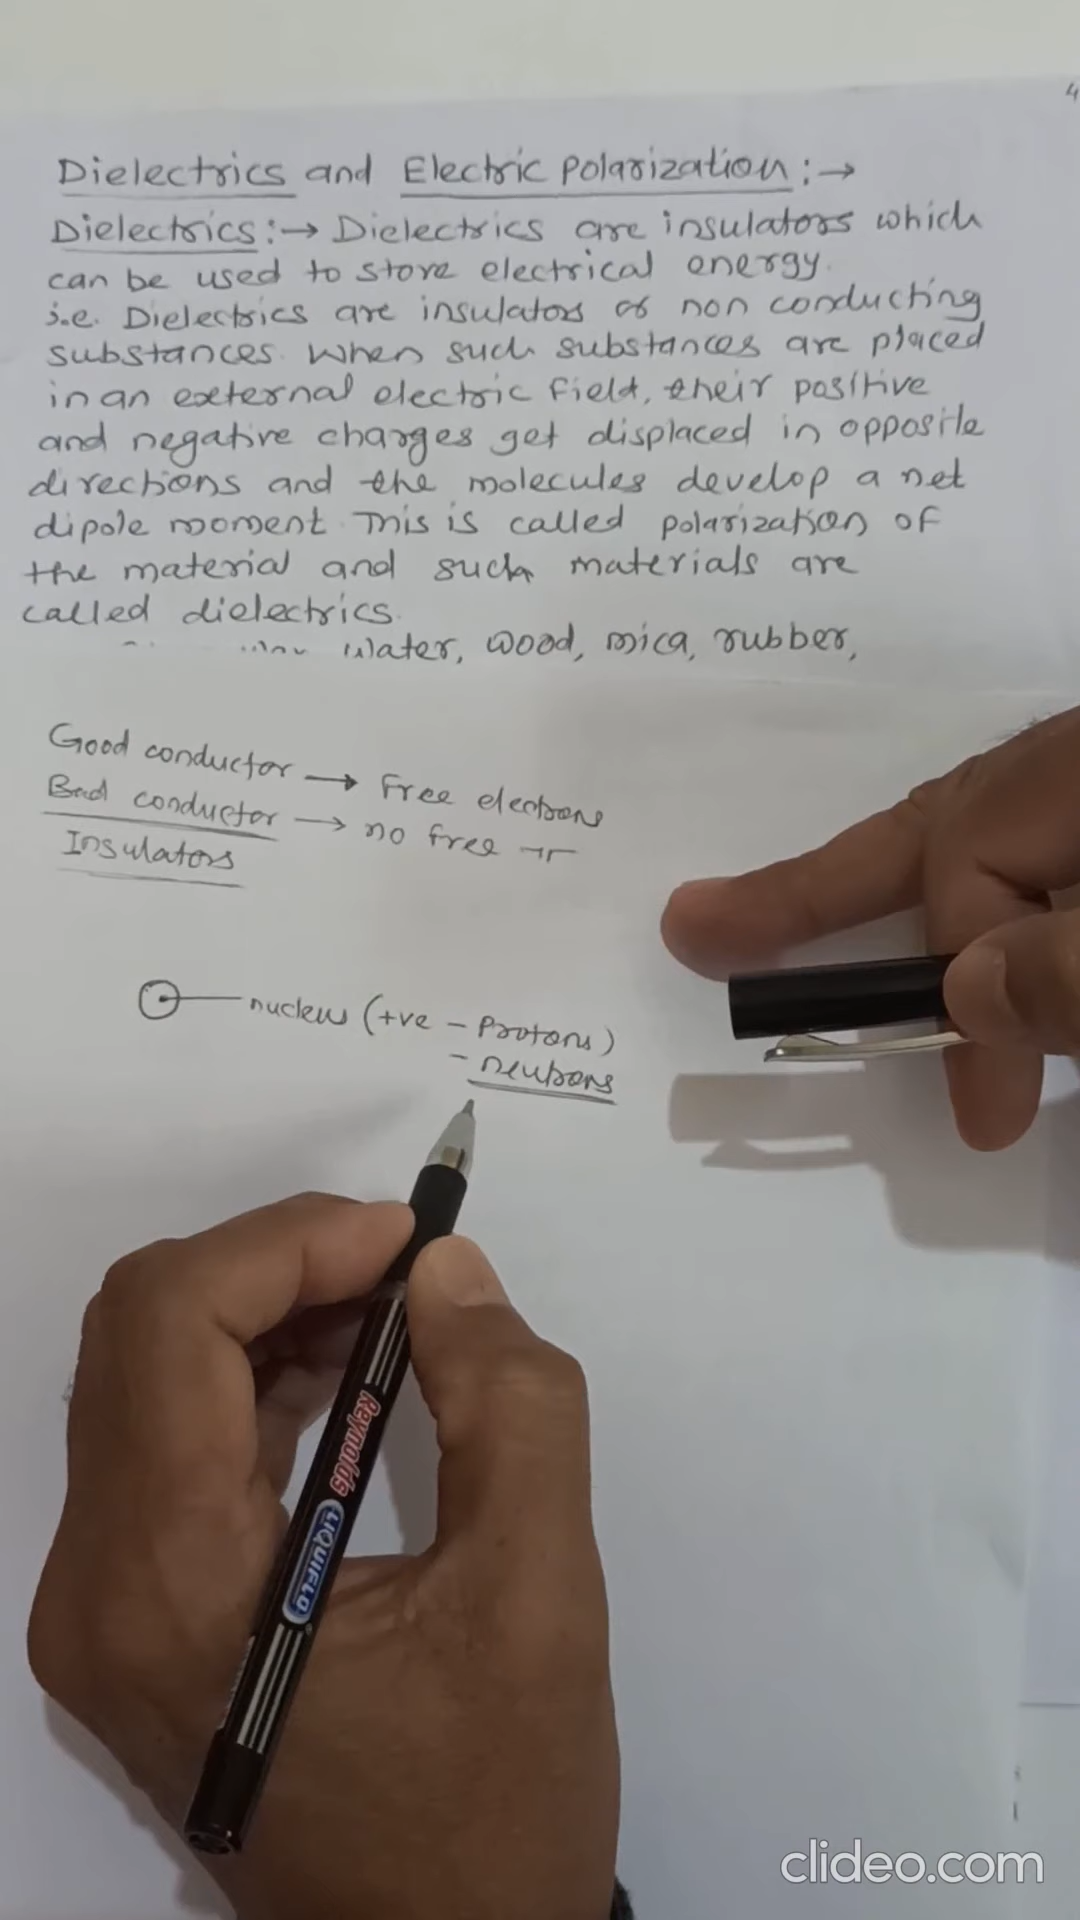 4
Dielectrics and Electric Polarization :→
Dielectrics :→ Dielectrics are insulators which
can be used to store electrical energy.
i.e. Dielectrics are insulators or non conducting
substances. When such substances are placed
in an external electric field, their positive
and negative charges get displaced in opposite
directions and the molecules develop a net
dipole moment. This is called polarization of
the material and such materials are
called dielectrics.
water, wood, mica, rubber,
Good conductor → Free electrons
Bad conductor → no free
Insulators
nucleus (+ve - Protons)
- neutrons
Reynolds
LIQUIFLO
clideo.com